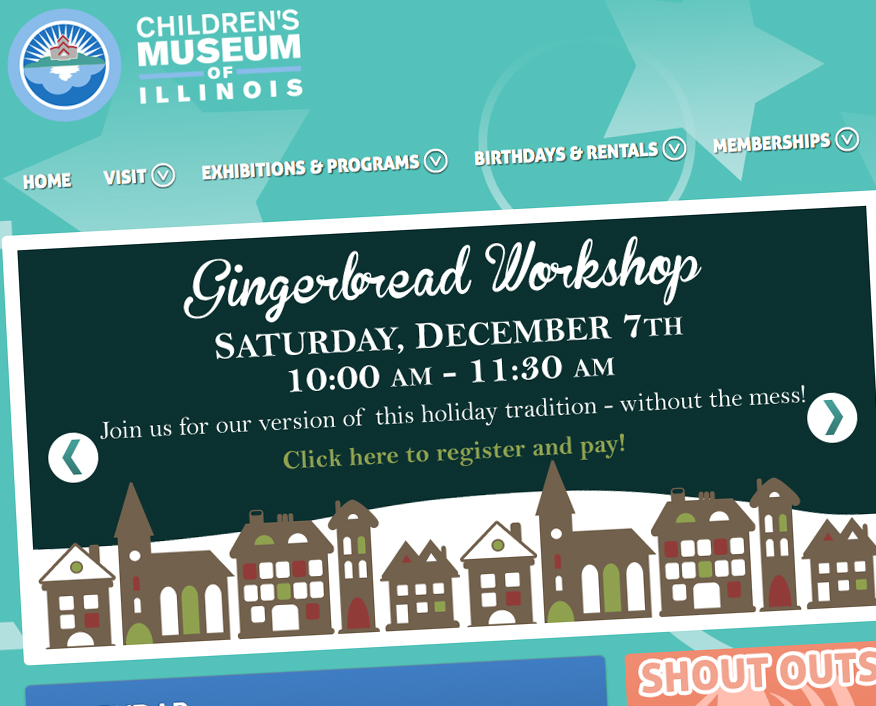 CHILDREN'S
MUSEUM
OF
ILLINOIS
HOME VISIT EXHIBITIONS & PROGRAMS BIRTHDAYS & RENTALS MEMBERSHIPS
Gingerbread Workshop
SATURDAY, DECEMBER 7TH
10:00 AM - 11:30 AM
Join us for our version of this holiday tradition - without the mess!
Click here to register and pay!
SHOUT OUTS